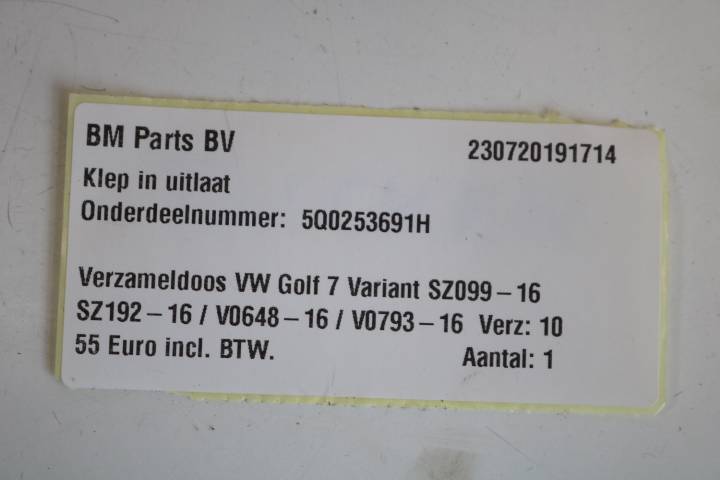 BM Parts BV 230720191714
Klep in uitlaat
Onderdeelnummer: 5Q0253691H
Verzameldoos VW Golf 7 Variant SZ099-16
SZ192-16 / V0648-16 / V0793-16 Verz: 10
55 Euro incl. BTW. Aantal: 1